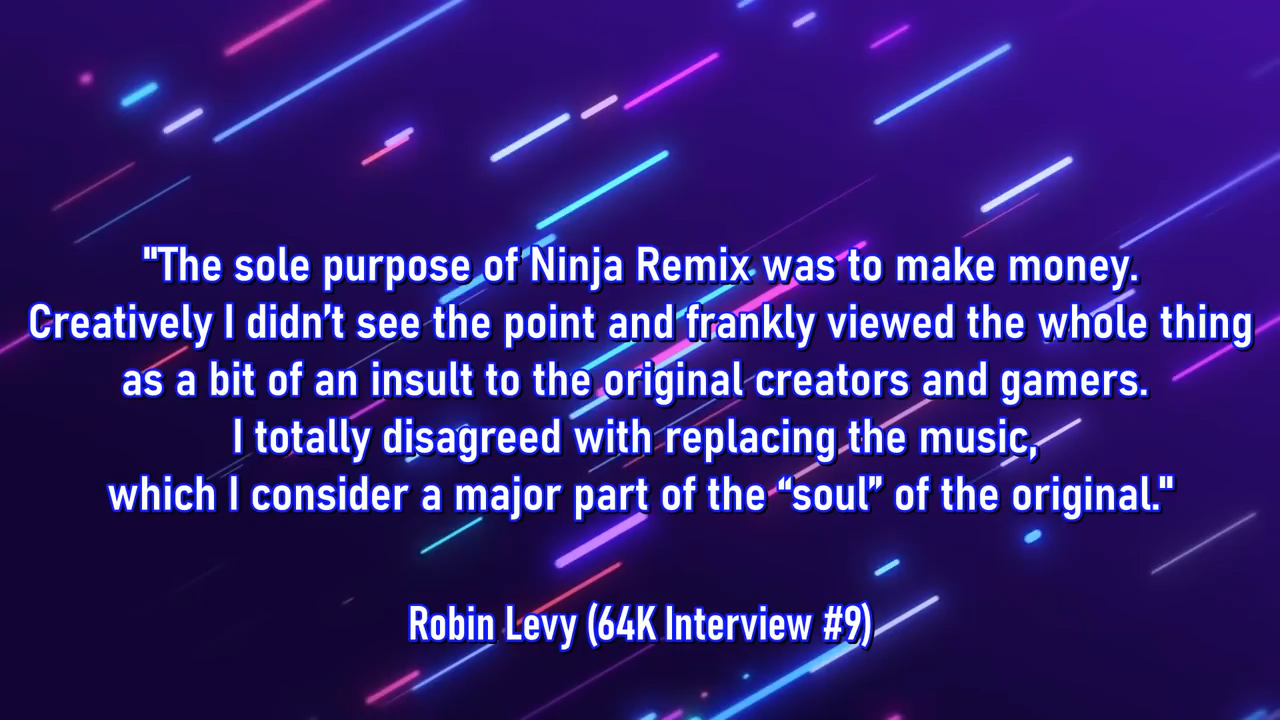 "The sole purpose of Ninja Remix was to make money.
Creatively I didn’t see the point and frankly viewed the whole thing
as a bit of an insult to the original creators and gamers.
I totally disagreed with replacing the music,
which I consider a major part of the “soul” of the original."
Robin Levy (64K Interview #9)